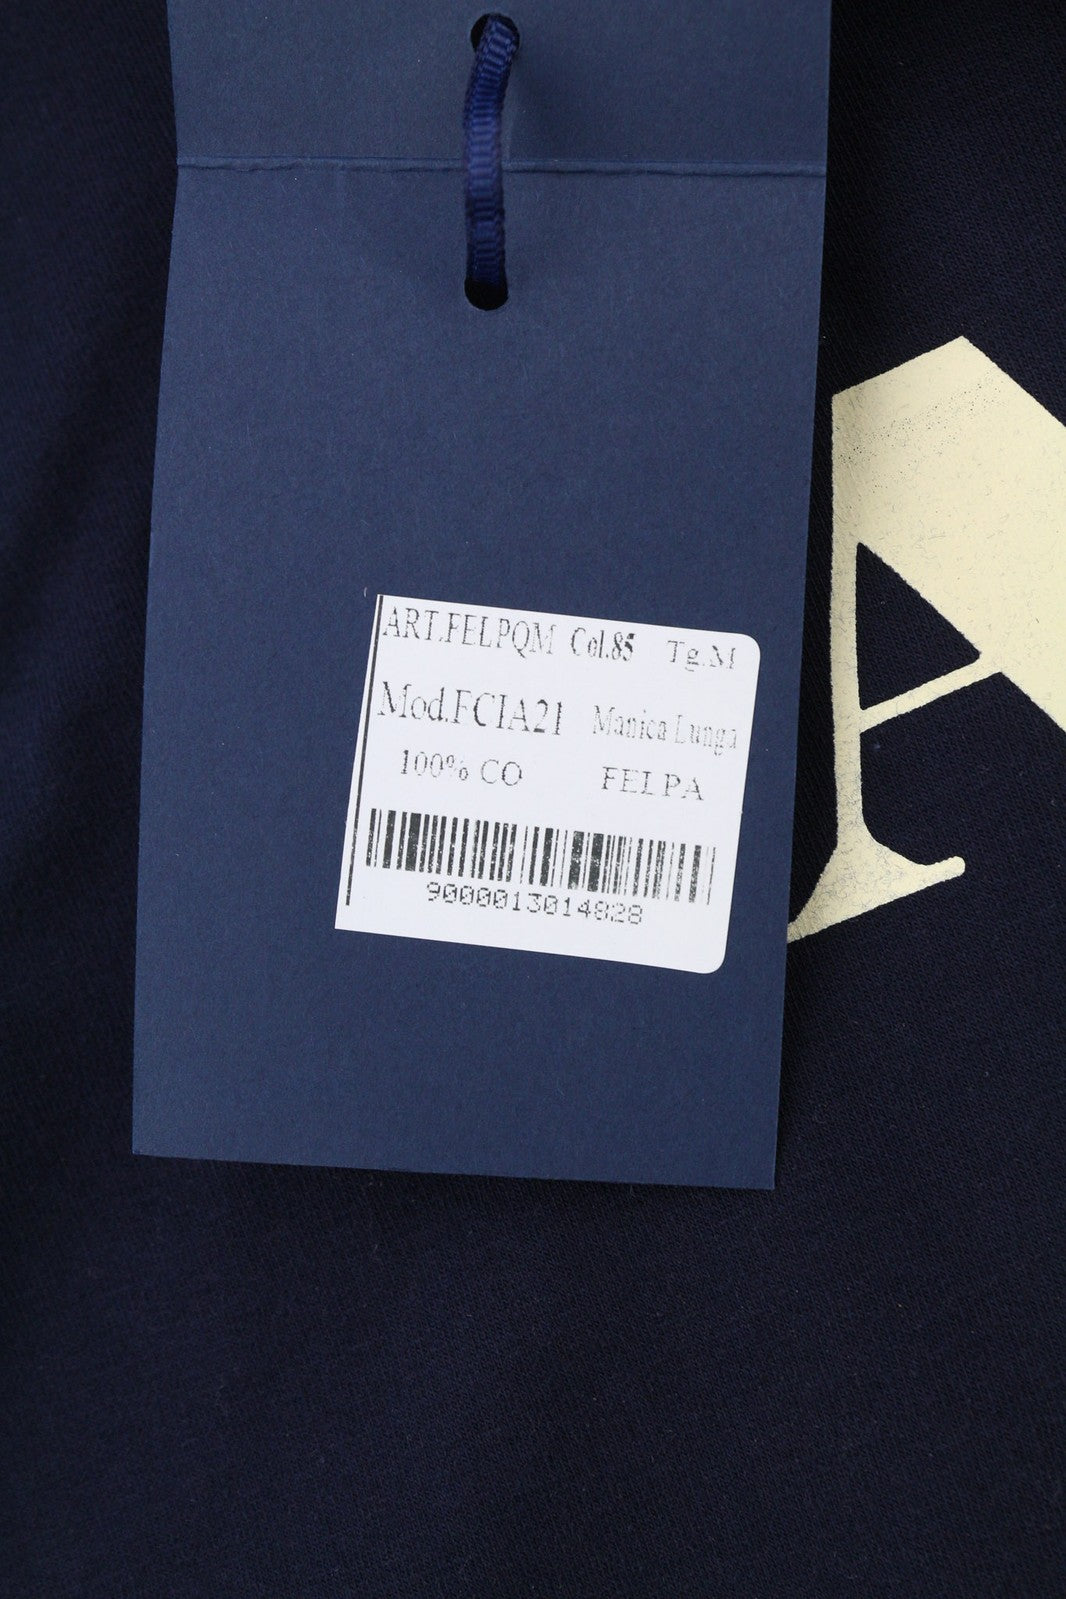 ART.FELPQM Col.85 Tg.M
Mod.FCIA21 Manica Lunga
100% CO FELPA
9000013014828
A